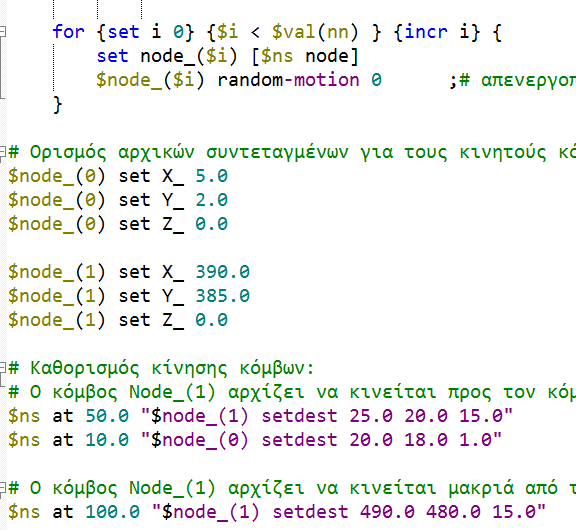 for {set i 0} {$i < $val(nn) } {incr i} {
set node_($i) [$ns node]
$node_($i) random-motion 0 ;#
}
# Ορισμός αρχικών συντεταγμένων για τους κινητούς
$node_(0) set X_ 5.0
$node_(0) set Y_ 2.0
$node_(0) set Z_ 0.0
$node_(1) set X_ 390.0
$node_(1) set Y_ 385.0
$node_(1) set Z_ 0.0
# Καθορισμός κίνησης κόμβων:
# Ο κόμβος Node_(1) αρχίζει να κινείται προς τον
$ns at 50.0 "$node_(1) setdest 25.0 20.0 15.0"
$ns at 10.0 "$node_(0) setdest 20.0 18.0 1.0"
# Ο κόμβος Node_(1) αρχίζει να κινείται μακριά από
$ns at 100.0 "$node_(1) setdest 490.0 480.0 15.0"